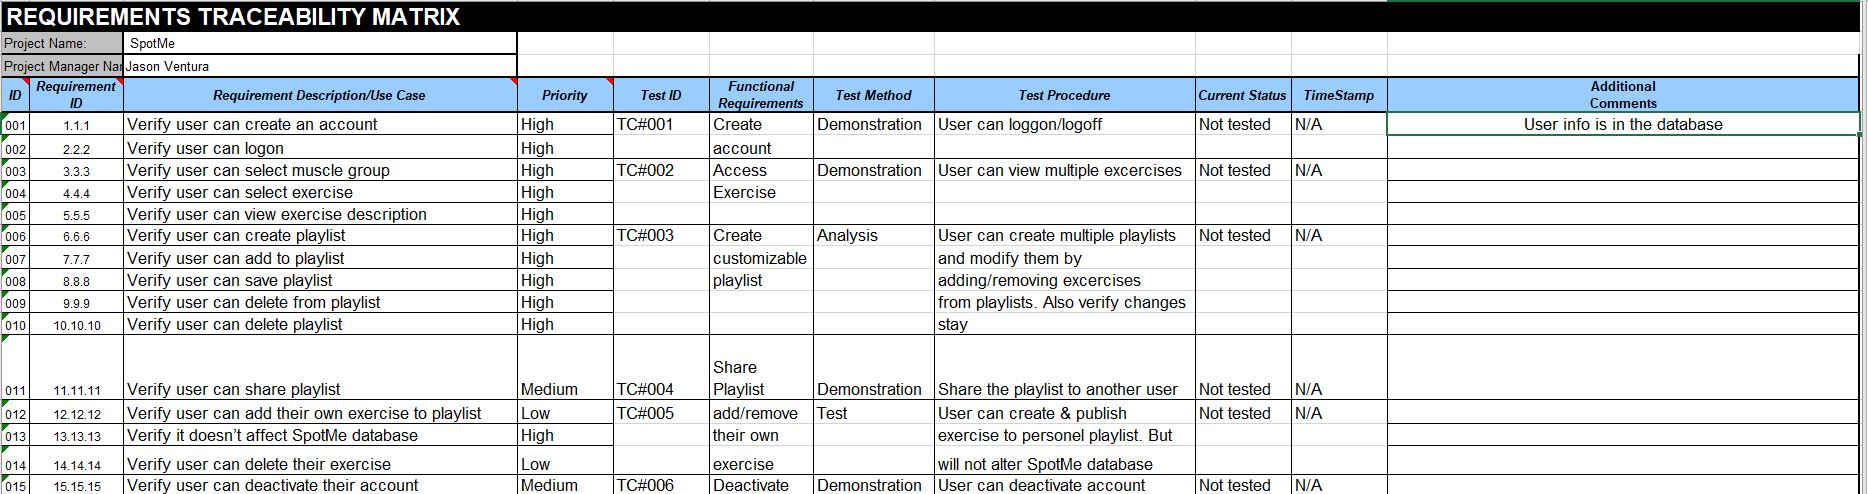 REQUIREMENTS TRACEABILITY MATRIX
Project Name: SpotMe
Project Manager Nar Jason Ventura
ID Requirement ID Requirement Description/Use Case Priority Test ID Functional Requirements Test Method Test Procedure Current Status TimeStamp Additional Comments
001 1.1.1 Verify user can create an account High TC#001 Create Demonstration User can loggon/logoff Not tested N/A User info is in the database
002 2.2.2 Verify user can logon High account
003 3.3.3 Verify user can select muscle group High TC#002 Access Demonstration User can view multiple excercises Not tested N/A
004 4.4.4 Verify user can select exercise High Exercise
005 5.5.5 Verify user can view exercise description High
006 6.6.6 Verify user can create playlist High TC#003 Create Analysis User can create multiple playlists Not tested N/A
007 7.7.7 Verify user can add to playlist High customizable and modify them by
008 8.8.8 Verify user can save playlist High playlist adding/removing excercises
009 9.9.9 Verify user can delete from playlist High from playlists. Also verify changes
010 10.10.10 Verify user can delete playlist High stay
Share
011 11.11.11 Verify user can share playlist Medium TC#004 Playlist Demonstration Share the playlist to another user Not tested N/A
012 12.12.12 Verify user can add their own exercise to playlist Low TC#005 add/remove Test User can create & publish Not tested N/A
013 13.13.13 Verify it doesn't affect SpotMe database High their own exercise to personel playlist. But
014 14.14.14 Verify user can delete their exercise Low exercise will not alter SpotMe database
015 15.15.15 Verify user can deactivate their account Medium TC#006 Deactivate Demonstration User can deactivate account Not tested N/A